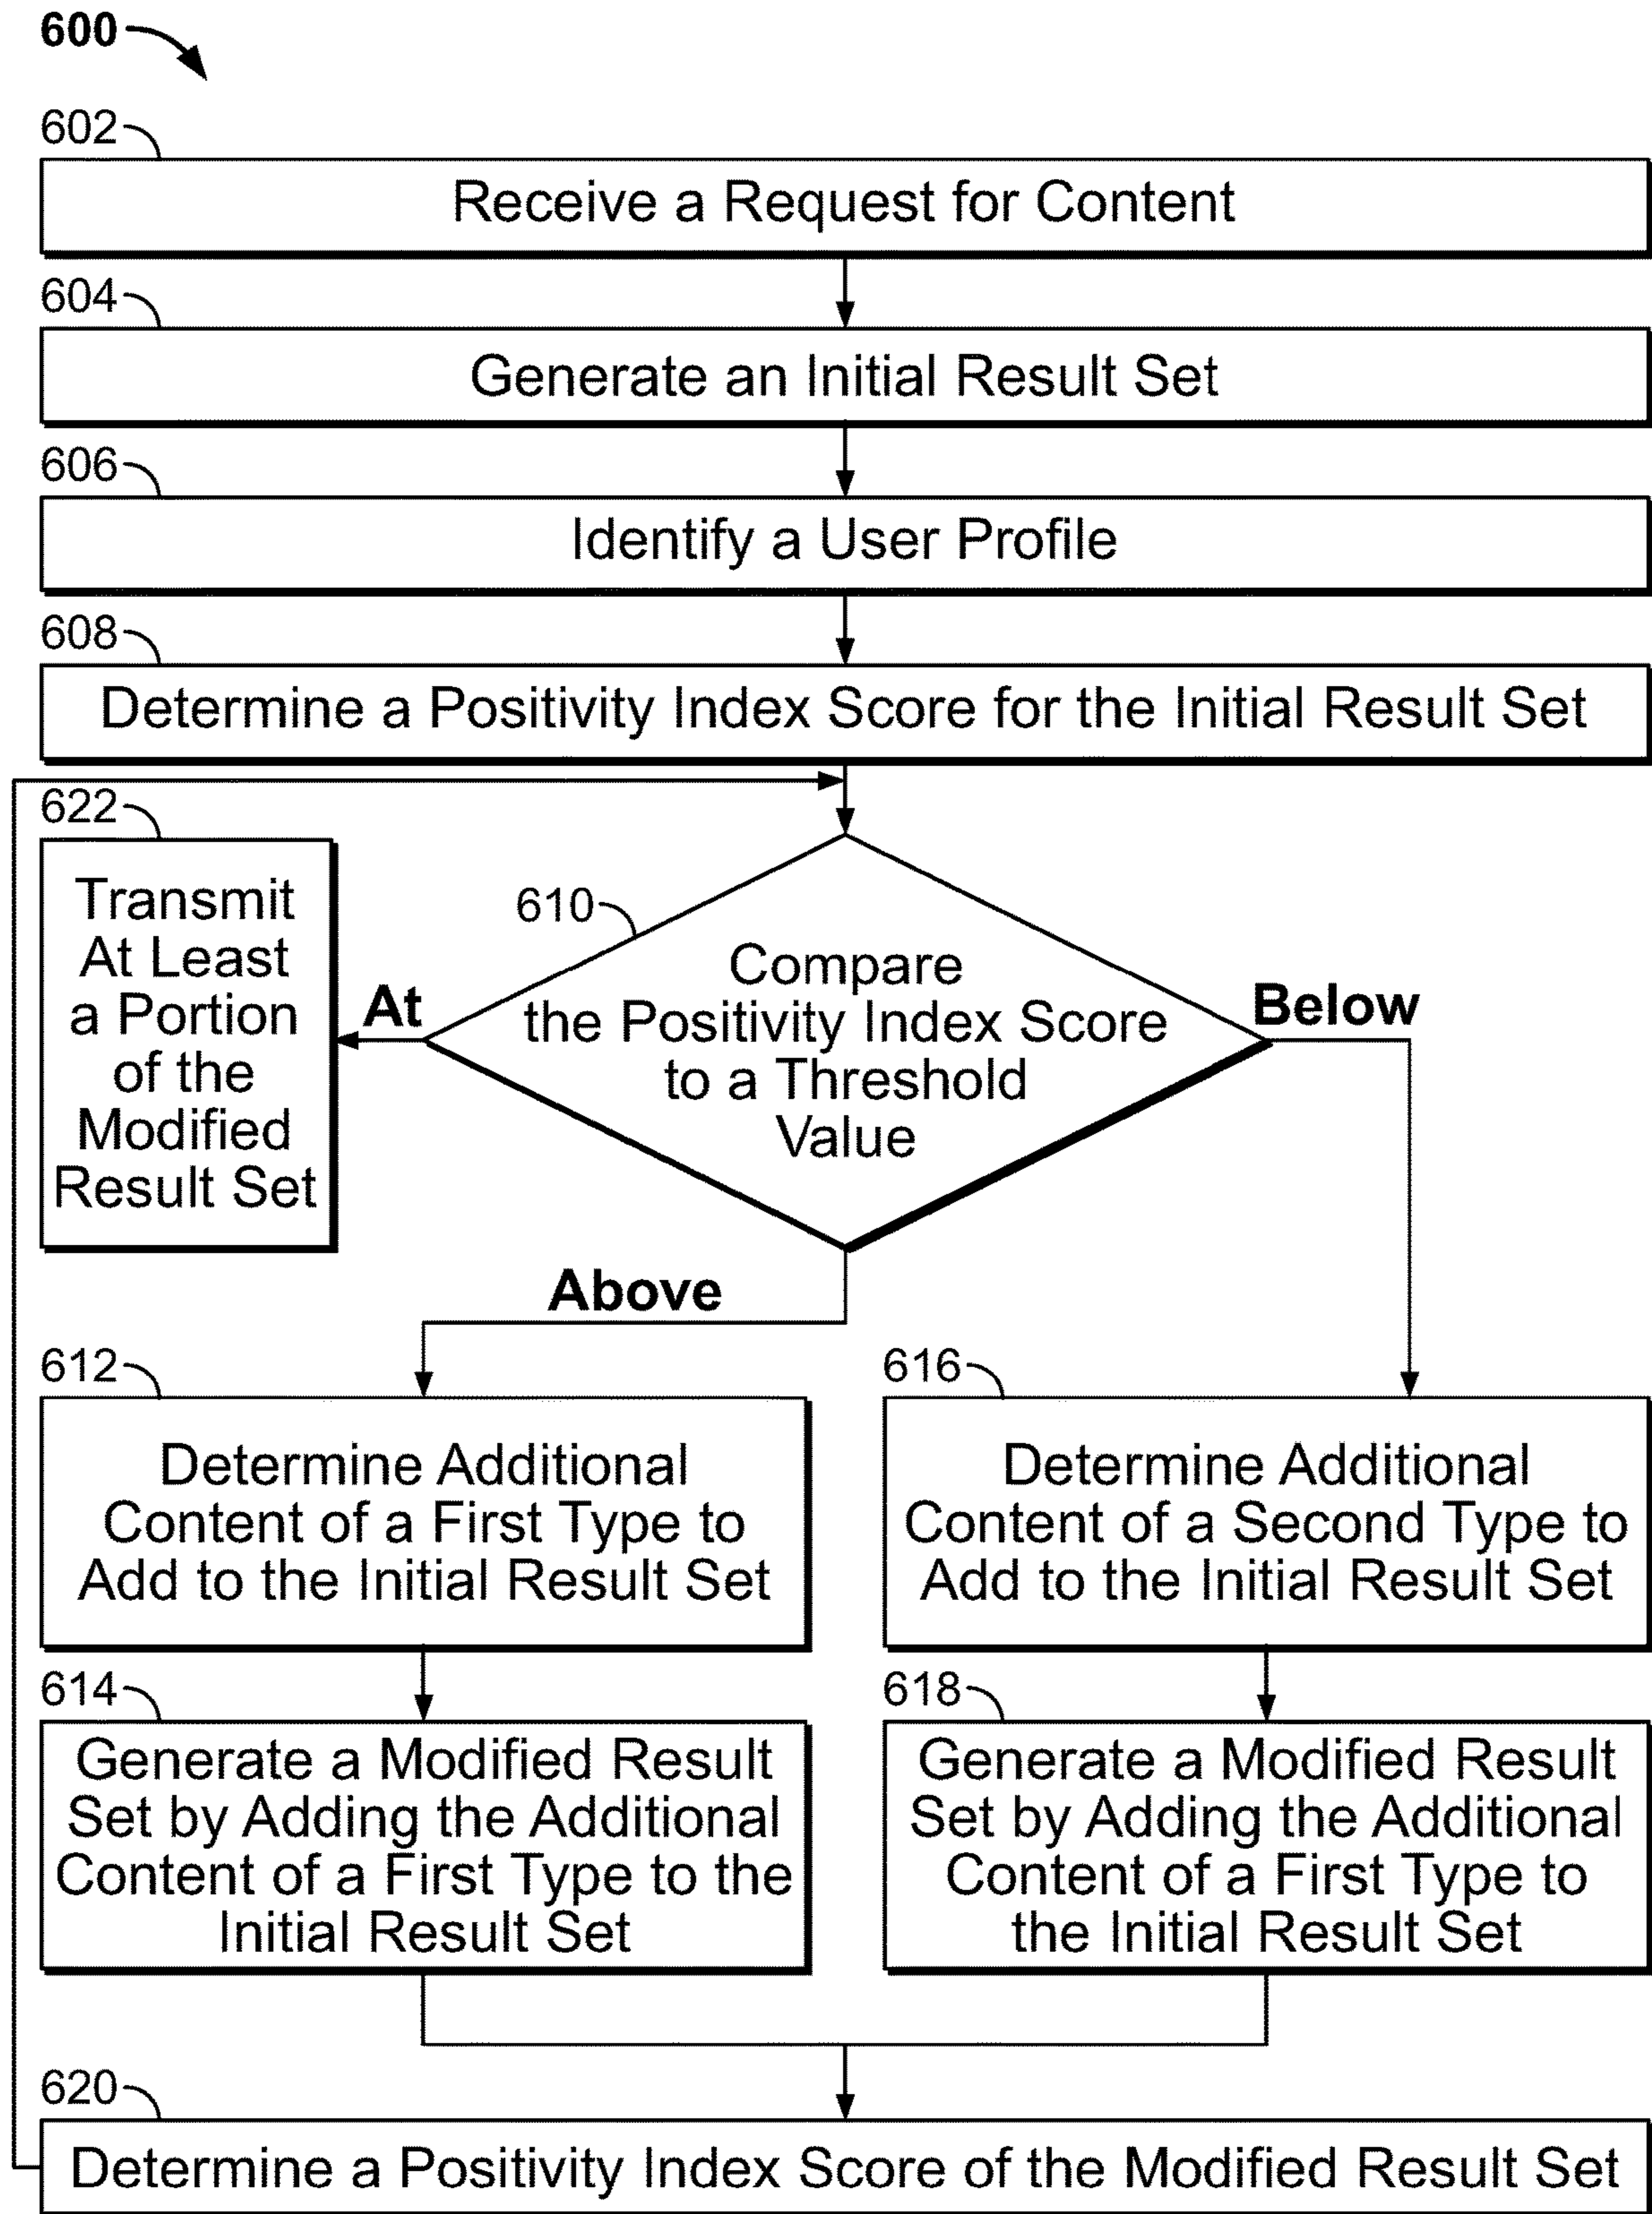 600
602
Receive a Request for Content
604
Generate an Initial Result Set
606
Identify a User Profile
608
Determine a Positivity Index Score for the Initial Result Set
622
Transmit
At Least
a Portion
of the
Modified
Result Set
At
610
Compare
the Positivity Index Score
to a Threshold
Value
Below
Above
612
Determine Additional
Content of a First Type to
Add to the Initial Result Set
616
Determine Additional
Content of a Second Type to
Add to the Initial Result Set
614
Generate a Modified Result
Set by Adding the Additional
Content of a First Type to the
Initial Result Set
618
Generate a Modified Result
Set by Adding the Additional
Content of a First Type to
the Initial Result Set
620
Determine a Positivity Index Score of the Modified Result Set